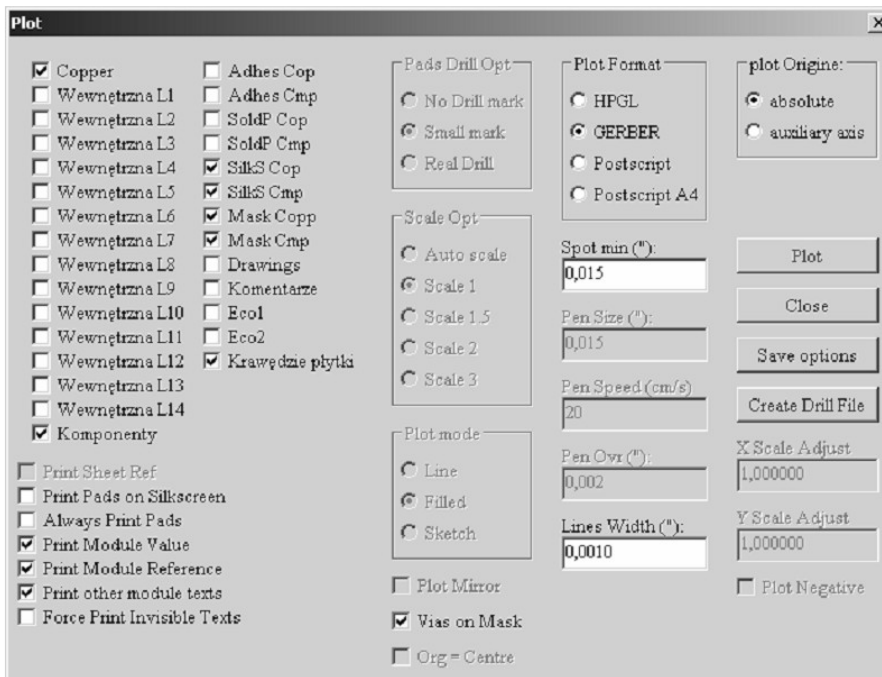 Plot
Copper
Wewnętrzna L1
Wewnętrzna L2
Wewnętrzna L3
Wewnętrzna L4
Wewnętrzna L5
Wewnętrzna L6
Wewnętrzna L7
Wewnętrzna L8
Wewnętrzna L9
Wewnętrzna L10
Wewnętrzna L11
Wewnętrzna L12
Wewnętrzna L13
Wewnętrzna L14
Komponenty
Adhes Cop
Adhes Cmp
SoldP Cop
SoldP Cmp
SilkS Cop
SilkS Cmp
Mask Copp
Mask Cmp
Drawings
Komentarze
Eco1
Eco2
Krawędzie płytki
Print Sheet Ref
Print Pads on Silkscreen
Always Print Pads
Print Module Value
Print Module Reference
Print other module texts
Force Print Invisible Texts
Pads Drill Opt
No Drill mark
Small mark
Real Drill
Scale Opt
Auto scale
Scale 1
Scale 1.5
Scale 2
Scale 3
Plot mode
Line
Filled
Sketch
Plot Mirror
Vias on Mask
Org = Centre
Plot Format
HPGL
GERBER
Postscript
Postscript A4
Spot min ("):
0,015
Pen Size ("):
0,015
Pen Speed (cm/s)
20
Pen Ovr ("):
0,002
Lines Width ("):
0,0010
plot Origine:
absolute
auxiliary axis
Plot
Close
Save options
Create Drill File
X Scale Adjust
1,000000
Y Scale Adjust
1,000000
Plot Negative